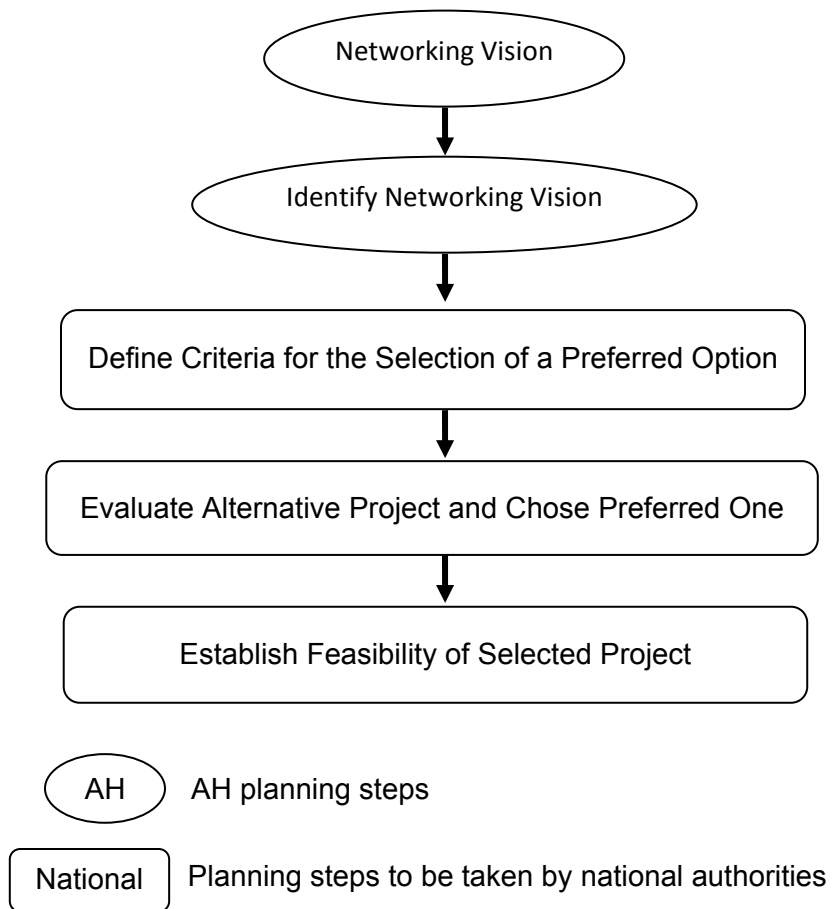 Networking Vision
Identify Networking Vision
Define Criteria for the Selection of a Preferred Option
Evaluate Alternative Project and Chose Preferred One
Establish Feasibility of Selected Project
AH AH planning steps
National Planning steps to be taken by national authorities